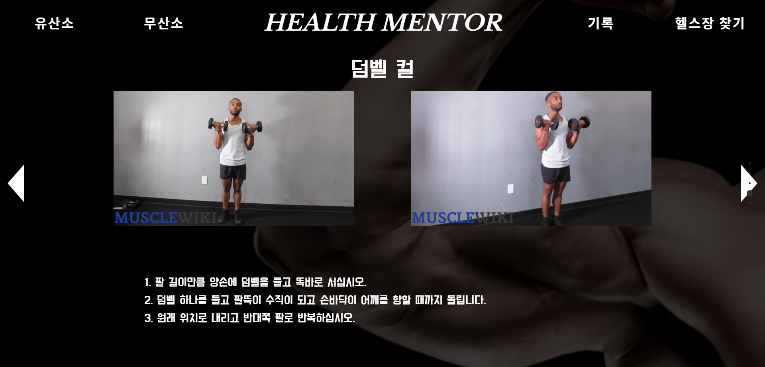 유산소 무산소 HEALTH MENTOR 기록 헬스장 찾기
덤벨 컬
MUSCLEWIKI MUSCLEWIKI
1. 팔 길이만큼 양손에 덤벨을 들고 똑바로 서십시오.
2. 덤벨 하나를 들고 팔뚝이 수직이 되고 손바닥이 어깨를 향할 때까지 돌립니다.
3. 원래 위치로 내리고 반대쪽 팔로 반복하십시오.